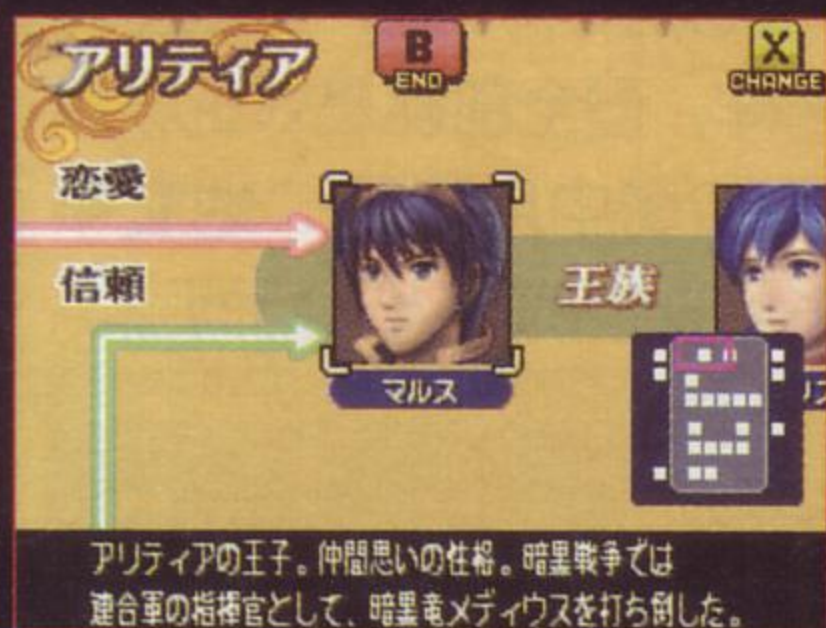 アリティア
B
END
X
CHANGE
恋愛
信頼
王族
マルス
アリティアの王子。仲間思いの性格。暗黒戦争では
連合軍の指揮官として、暗黒竜メディウスを打ち倒した。